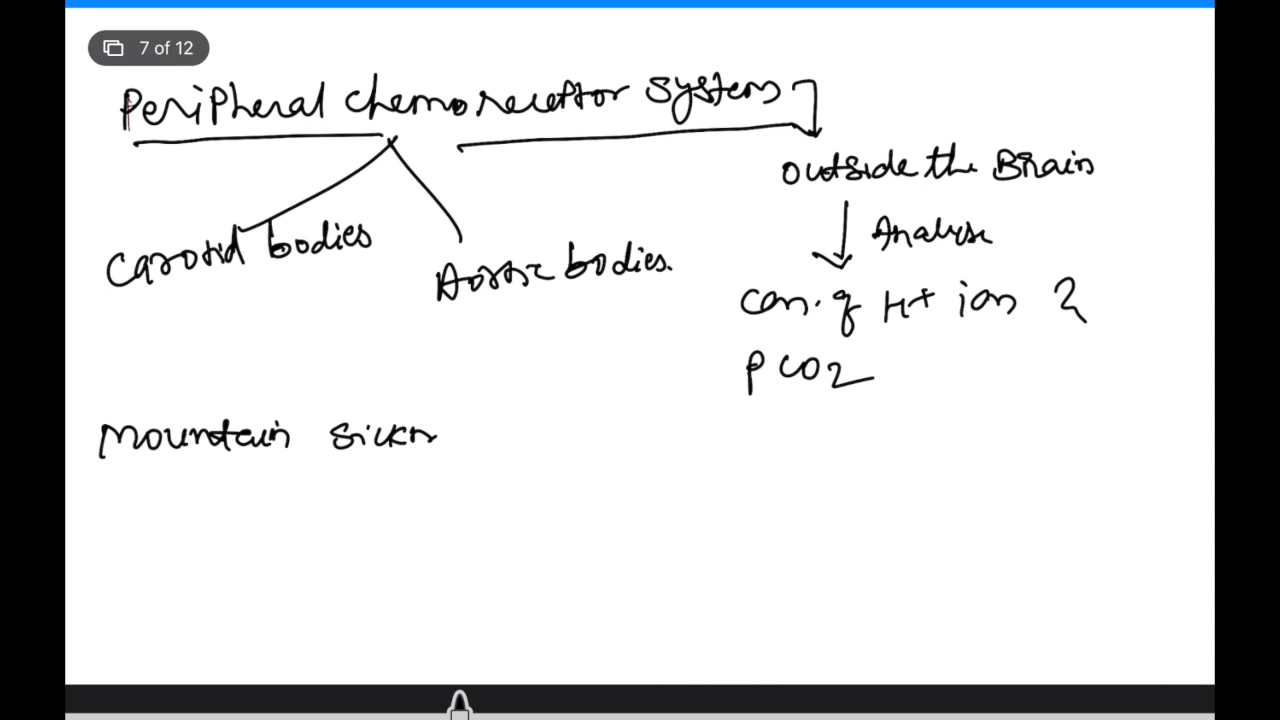 7 of 12
Peripheral chemoreceptor system
outside the Brain
Analyse
Carotid bodies
Aortic bodies.
Con. of H+ ion &
PCO2
Mountain sickn